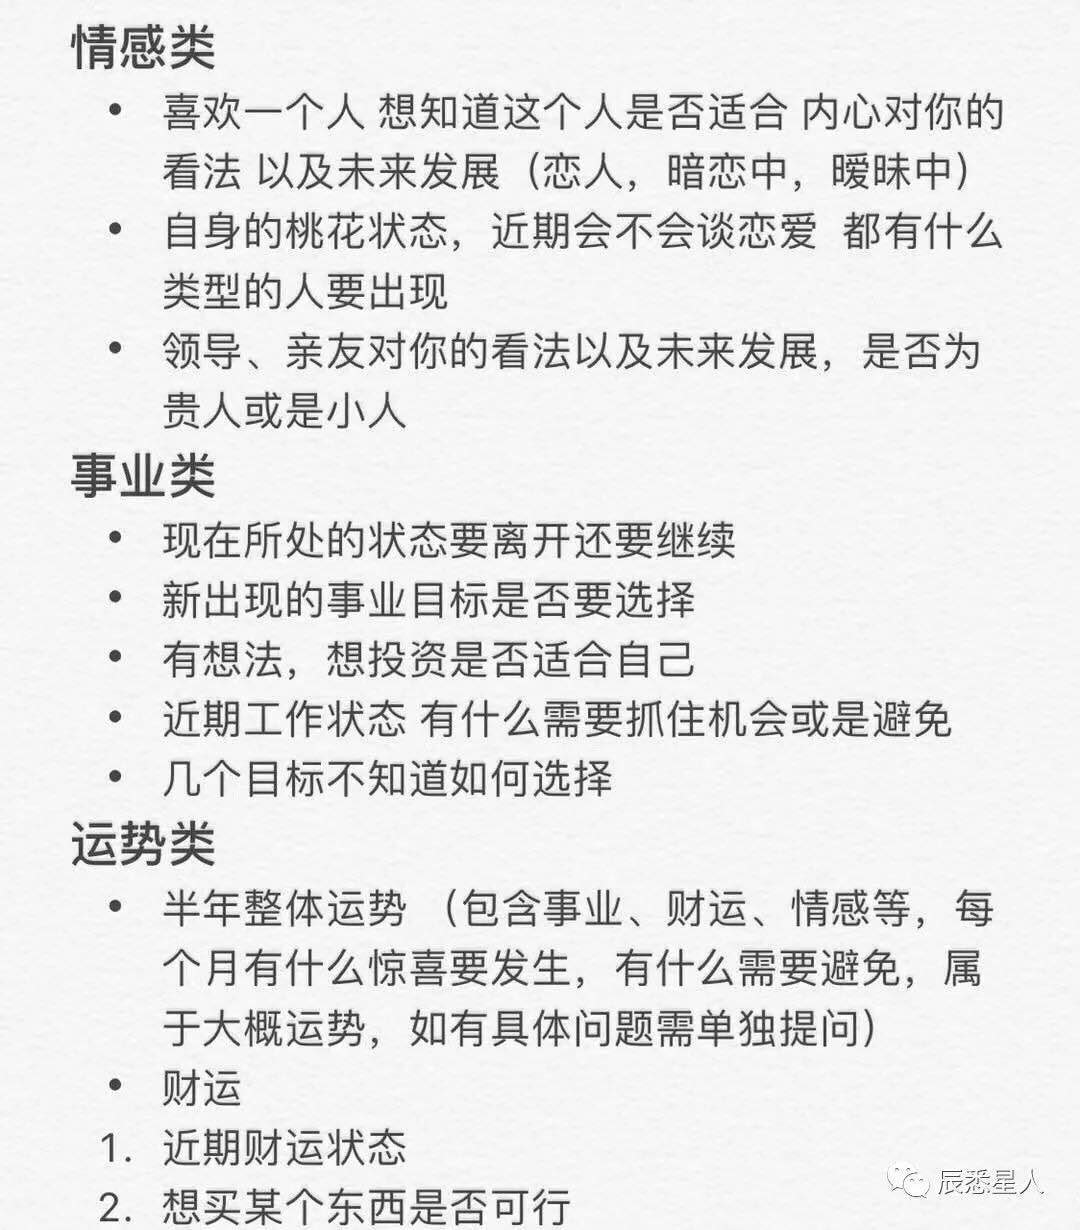 情感类
• 喜欢一个人 想知道这个人是否适合 内心对你的
看法 以及未来发展（恋人，暗恋中，暧昧中）
• 自身的桃花状态，近期会不会谈恋爱 都有什么
类型的人要出现
• 领导、亲友对你的看法以及未来发展，是否为
贵人或是小人
事业类
• 现在所处的状态要离开还要继续
• 新出现的事业目标是否要选择
• 有想法，想投资是否适合自己
• 近期工作状态 有什么需要抓住机会或是避免
• 几个目标不知道如何选择
运势类
• 半年整体运势 （包含事业、财运、情感等，每
个月有什么惊喜要发生，有什么需要避免，属
于大概运势，如有具体问题需单独提问）
• 财运
1. 近期财运状态
2. 想买某个东西是否可行
辰悉星人